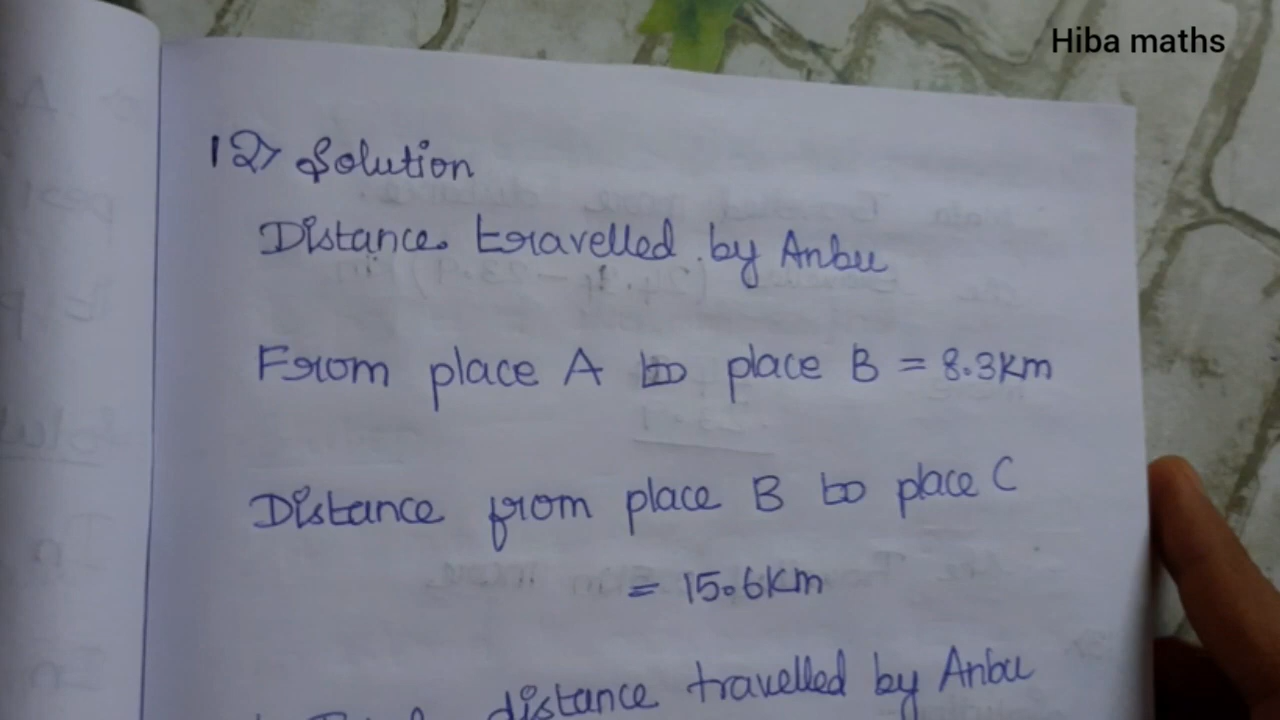 Hiba maths
12) Solution
Distance travelled by Anbu
From place A to place B = 8.3km
Distance from place B to place C
= 15.6km
distance travelled by Anbu